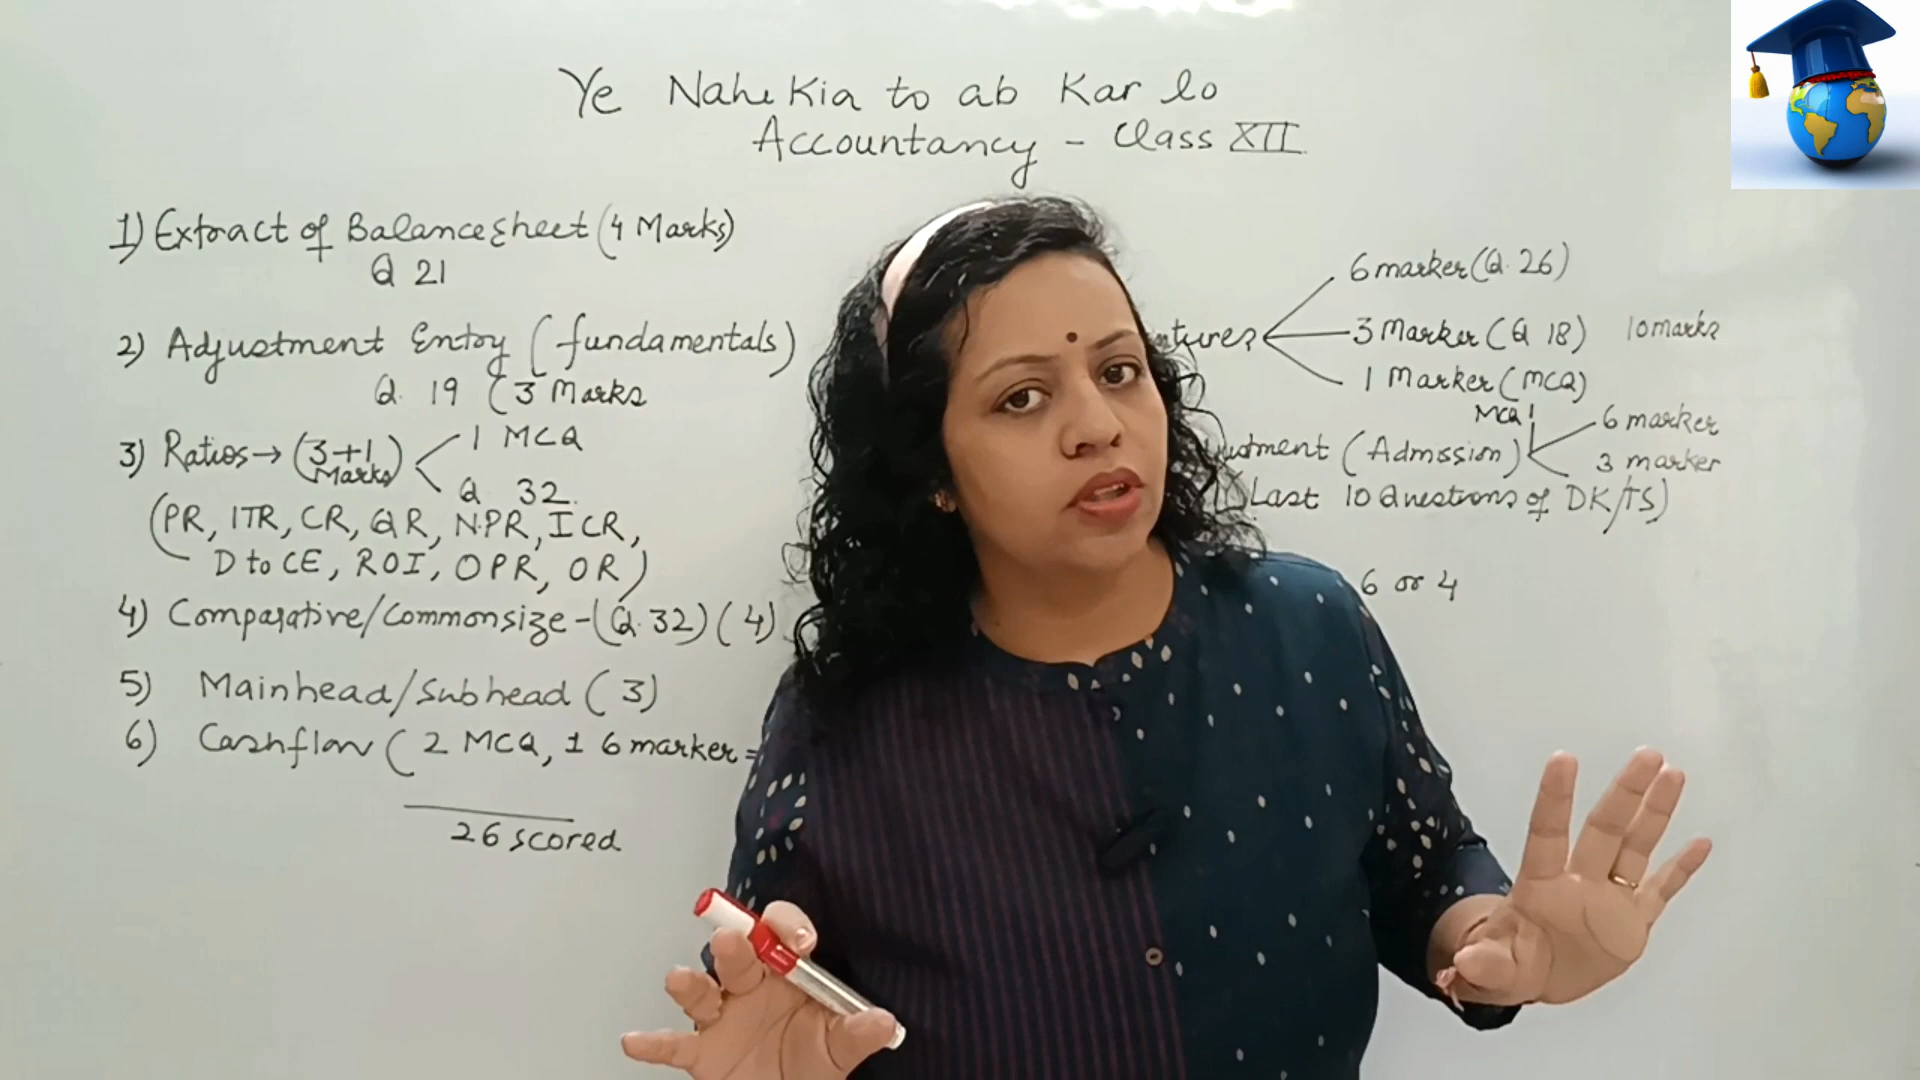 Ye Nahi Kia to ab Kar lo
Accountancy - Class XII
1) Extract of Balancesheet (4 Marks)
Q 21
2) Adjustment Entry (fundamentals)
Q. 19 (3 Marks
3) Ratios → (3+1 Marks)
1 MCQ
Q 32.
(PR, ITR, CR, QR, N.PR, ICR,
D to CE, ROI, OPR, OR)
4) Comparative/Commonsize - (Q.32) (4)
5) Mainhead/Subhead (3)
6) Cashflow (2 MCQ, 1 6 marker =
26 scored
6 marker (Q. 26)
3 Marker (Q 18) 10 marks
1 Marker (MCQ)
MCQ 1
6 marker
(Admission)
3 marker
Last 10 Questions of DK/TS)
6 or 4